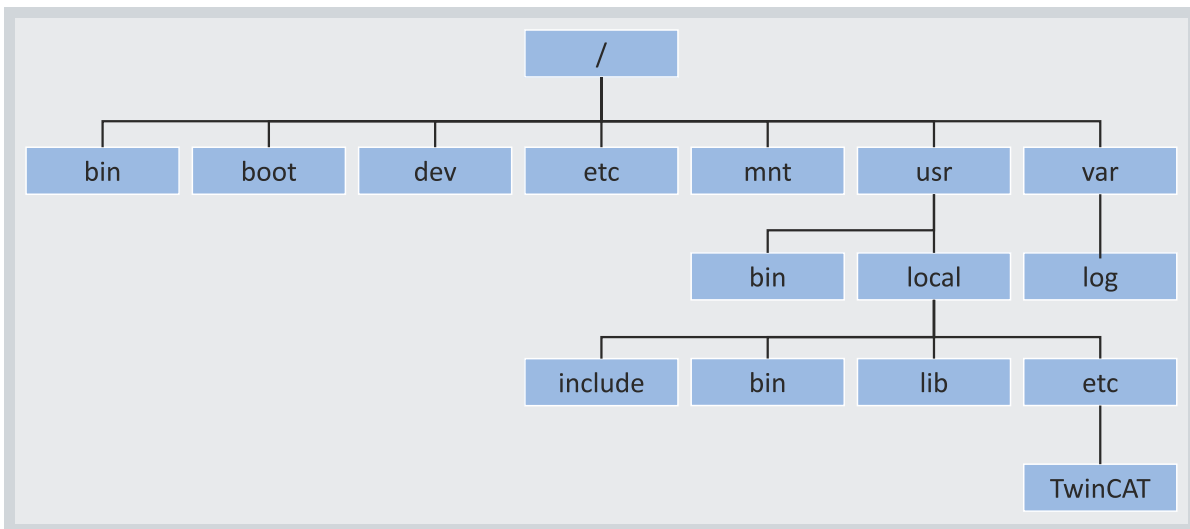 /
bin boot dev etc mnt usr var
bin local log
include bin lib etc
TwinCAT